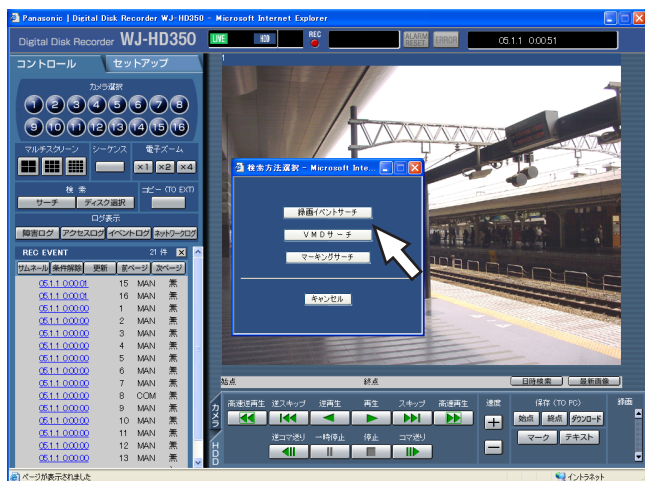 Panasonic | Digital Disk Recorder WJ-HD350 - Microsoft Internet Explorer
Digital Disk Recorder WJ-HD350
LIVE HDD REC ALARM RESET ERROR 05.1.1 0:00:51
コントロール セットアップ
カメラ選択
1 2 3 4 5 6 7 8
9 10 11 12 13 14 15 16
マルチスクリーン シーケンス 電子ズーム
×1 ×2 ×4
検 索 コピー (TO EXT)
サーチ ディスク選択
ログ表示
障害ログ アクセスログ イベントログ ネットワークログ
REC EVENT 21 件
サムネール 条件解除 更新 前ページ 次ページ
05.1.1 0:00:01 15 MAN 無
05.1.1 0:00:01 16 MAN 無
05.1.1 0:00:00 1 MAN 無
05.1.1 0:00:00 2 MAN 無
05.1.1 0:00:00 3 MAN 無
05.1.1 0:00:00 4 MAN 無
05.1.1 0:00:00 5 MAN 無
05.1.1 0:00:00 6 MAN 無
05.1.1 0:00:00 7 MAN 無
05.1.1 0:00:00 8 COM 無
05.1.1 0:00:00 9 MAN 無
05.1.1 0:00:00 10 MAN 無
05.1.1 0:00:00 11 MAN 無
05.1.1 0:00:00 12 MAN 無
05.1.1 0:00:00 13 MAN 無
1
検索方法選択 - Microsoft Inte...
録画イベントサーチ
VMDサーチ
マーキングサーチ
キャンセル
始点 終点 日時検索 最新画像
カメラ
HDD
高速逆再生 逆スキップ 逆再生 再生 スキップ 高速再生 速度 保存 (TO PC) 録画
始点 終点 ダウンロード
逆コマ送り 一時停止 停止 コマ送り
マーク テキスト
ページが表示されました
イントラネット